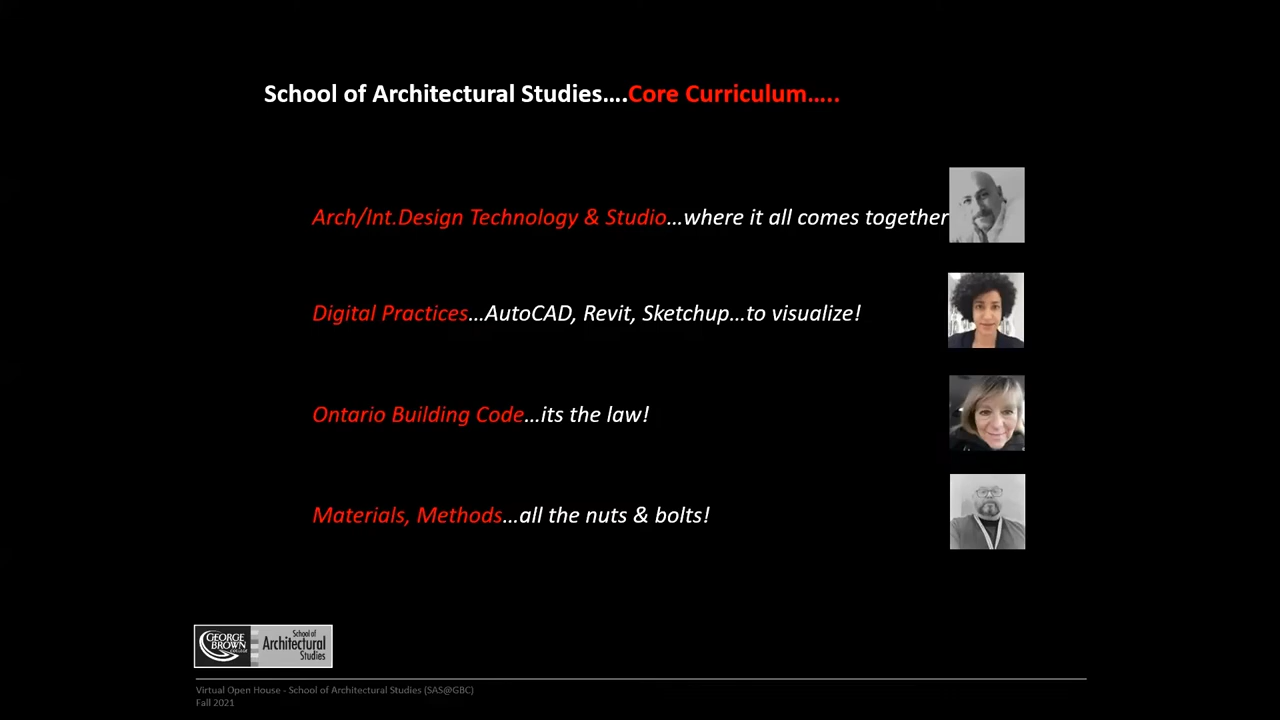 School of Architectural Studies….Core Curriculum…..
Arch/Int.Design Technology & Studio…where it all comes together
Digital Practices…AutoCAD, Revit, Sketchup…to visualize!
Ontario Building Code…its the law!
Materials, Methods…all the nuts & bolts!
GEORGE
BROWN
COLLEGE
School of
Architectural
Studies
Virtual Open House - School of Architectural Studies (SAS@GBC)
Fall 2021